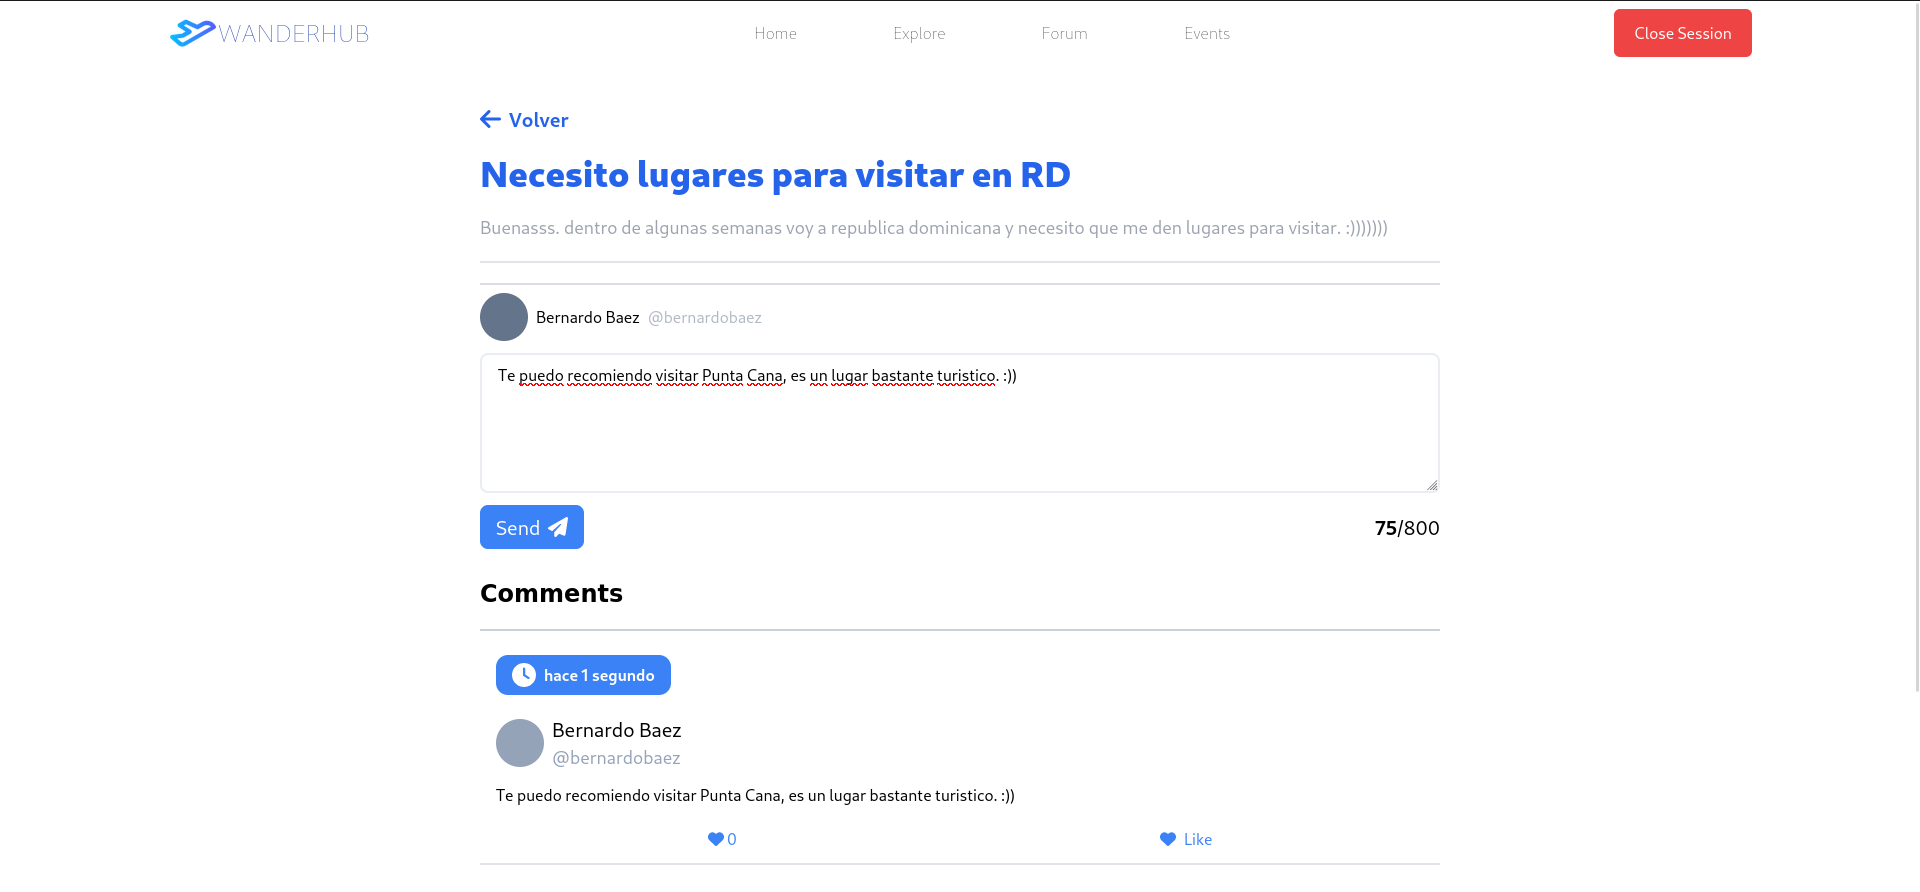 WANDERHUB
Home
Explore
Forum
Events
Close Session
Volver
Necesito lugares para visitar en RD
Buenasss. dentro de algunas semanas voy a republica dominicana y necesito que me den lugares para visitar. :)))))))
Bernardo Baez @bernardobaez
Te puedo recomiendo visitar Punta Cana, es un lugar bastante turistico. :))
Send
75/800
Comments
hace 1 segundo
Bernardo Baez
@bernardobaez
Te puedo recomiendo visitar Punta Cana, es un lugar bastante turistico. :))
0
Like